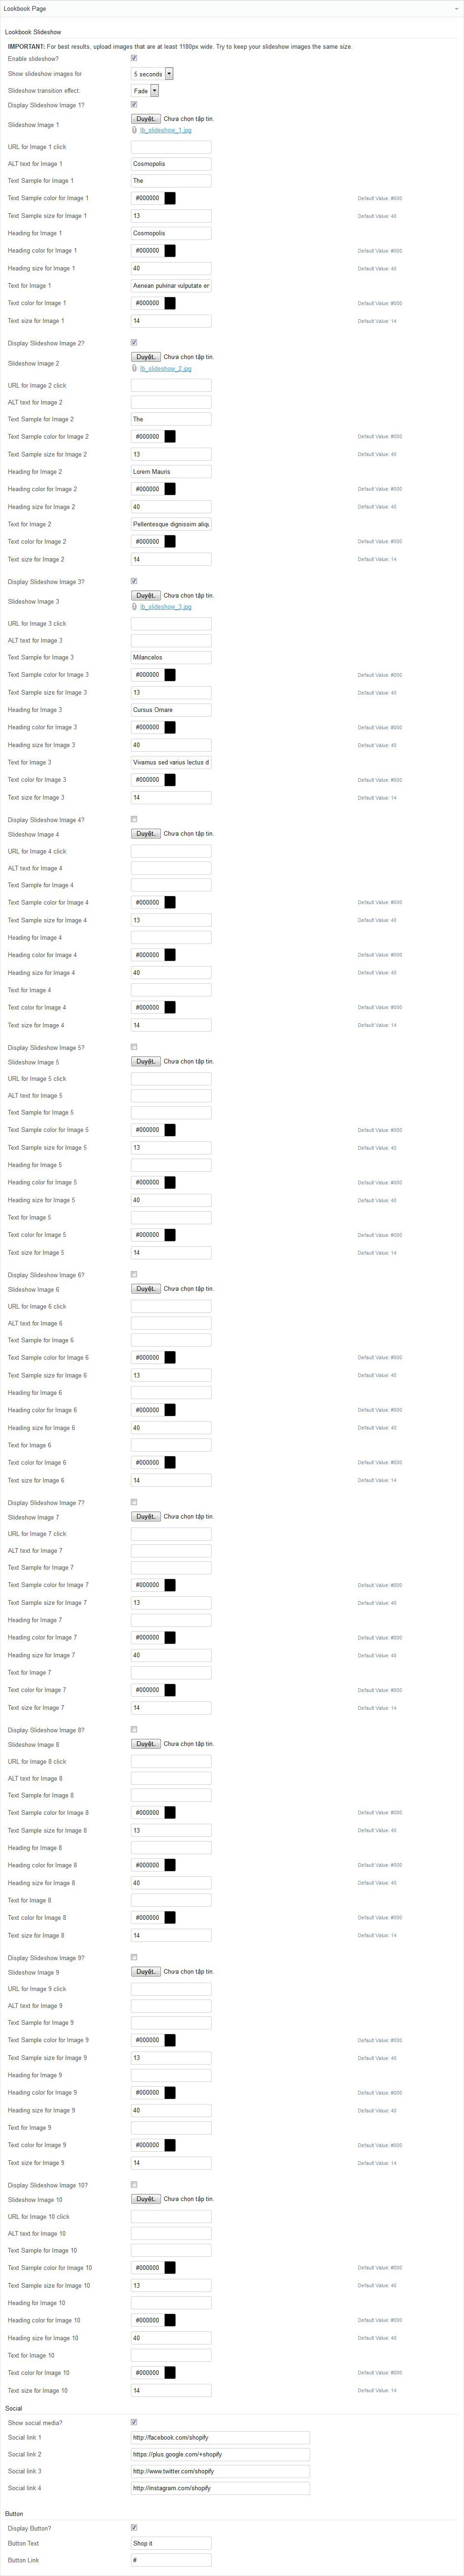 Lookbook Page
Lookbook Slideshow
IMPORTANT: For best results, upload images that are at least 1180px wide. Try to keep your slideshow images the same size.
Enable slideshow?
Show slideshow images for 5 seconds
Slideshow transition effect: Fade
Display Slideshow Image 1?
Slideshow Image 1 Duyệt.. Chưa chọn tập tin.
lb_slideshow_1.jpg
URL for Image 1 click
ALT text for Image 1 Cosmopolis
Text Sample for Image 1 The
Text Sample color for Image 1 #000000 Default Value: #000
Text Sample size for Image 1 13 Default Value: 40
Heading for Image 1 Cosmopolis
Heading color for Image 1 #000000 Default Value: #000
Heading size for Image 1 40 Default Value: 40
Text for Image 1 Aenean pulvinar vulputate er
Text color for Image 1 #000000 Default Value: #000
Text size for Image 1 14 Default Value: 14
Display Slideshow Image 2?
Slideshow Image 2 Duyệt.. Chưa chọn tập tin.
lb_slideshow_2.jpg
URL for Image 2 click
ALT text for Image 2
Text Sample for Image 2 The
Text Sample color for Image 2 #000000 Default Value: #000
Text Sample size for Image 2 13 Default Value: 40
Heading for Image 2 Lorem Mauris
Heading color for Image 2 #000000 Default Value: #000
Heading size for Image 2 40 Default Value: 40
Text for Image 2 Pellentesque dignissim aliqu
Text color for Image 2 #000000 Default Value: #000
Text size for Image 2 14 Default Value: 14
Display Slideshow Image 3?
Slideshow Image 3 Duyệt.. Chưa chọn tập tin.
lb_slideshow_3.jpg
URL for Image 3 click
ALT text for Image 3
Text Sample for Image 3 Milancelos
Text Sample color for Image 3 #000000 Default Value: #000
Text Sample size for Image 3 13 Default Value: 40
Heading for Image 3 Cursus Ornare
Heading color for Image 3 #000000 Default Value: #000
Heading size for Image 3 40 Default Value: 40
Text for Image 3 Vivamus sed varius lectus d
Text color for Image 3 #000000 Default Value: #000
Text size for Image 3 14 Default Value: 14
Display Slideshow Image 4?
Slideshow Image 4 Duyệt.. Chưa chọn tập tin.
URL for Image 4 click
ALT text for Image 4
Text Sample for Image 4
Text Sample color for Image 4 #000000 Default Value: #000
Text Sample size for Image 4 13 Default Value: 40
Heading for Image 4
Heading color for Image 4 #000000 Default Value: #000
Heading size for Image 4 40 Default Value: 40
Text for Image 4
Text color for Image 4 #000000 Default Value: #000
Text size for Image 4 14 Default Value: 14
Display Slideshow Image 5?
Slideshow Image 5 Duyệt.. Chưa chọn tập tin.
URL for Image 5 click
ALT text for Image 5
Text Sample for Image 5
Text Sample color for Image 5 #000000 Default Value: #000
Text Sample size for Image 5 13 Default Value: 40
Heading for Image 5
Heading color for Image 5 #000000 Default Value: #000
Heading size for Image 5 40 Default Value: 40
Text for Image 5
Text color for Image 5 #000000 Default Value: #000
Text size for Image 5 14 Default Value: 14
Display Slideshow Image 6?
Slideshow Image 6 Duyệt.. Chưa chọn tập tin.
URL for Image 6 click
ALT text for Image 6
Text Sample for Image 6
Text Sample color for Image 6 #000000 Default Value: #000
Text Sample size for Image 6 13 Default Value: 40
Heading for Image 6
Heading color for Image 6 #000000 Default Value: #000
Heading size for Image 6 40 Default Value: 40
Text for Image 6
Text color for Image 6 #000000 Default Value: #000
Text size for Image 6 14 Default Value: 14
Display Slideshow Image 7?
Slideshow Image 7 Duyệt.. Chưa chọn tập tin.
URL for Image 7 click
ALT text for Image 7
Text Sample for Image 7
Text Sample color for Image 7 #000000 Default Value: #000
Text Sample size for Image 7 13 Default Value: 40
Heading for Image 7
Heading color for Image 7 #000000 Default Value: #000
Heading size for Image 7 40 Default Value: 40
Text for Image 7
Text color for Image 7 #000000 Default Value: #000
Text size for Image 7 14 Default Value: 14
Display Slideshow Image 8?
Slideshow Image 8 Duyệt.. Chưa chọn tập tin.
URL for Image 8 click
ALT text for Image 8
Text Sample for Image 8
Text Sample color for Image 8 #000000 Default Value: #000
Text Sample size for Image 8 13 Default Value: 40
Heading for Image 8
Heading color for Image 8 #000000 Default Value: #000
Heading size for Image 8 40 Default Value: 40
Text for Image 8
Text color for Image 8 #000000 Default Value: #000
Text size for Image 8 14 Default Value: 14
Display Slideshow Image 9?
Slideshow Image 9 Duyệt.. Chưa chọn tập tin.
URL for Image 9 click
ALT text for Image 9
Text Sample for Image 9
Text Sample color for Image 9 #000000 Default Value: #000
Text Sample size for Image 9 13 Default Value: 40
Heading for Image 9
Heading color for Image 9 #000000 Default Value: #000
Heading size for Image 9 40 Default Value: 40
Text for Image 9
Text color for Image 9 #000000 Default Value: #000
Text size for Image 9 14 Default Value: 14
Display Slideshow Image 10?
Slideshow Image 10 Duyệt.. Chưa chọn tập tin.
URL for Image 10 click
ALT text for Image 10
Text Sample for Image 10
Text Sample color for Image 10 #000000 Default Value: #000
Text Sample size for Image 10 13 Default Value: 40
Heading for Image 10
Heading color for Image 10 #000000 Default Value: #000
Heading size for Image 10 40 Default Value: 40
Text for Image 10
Text color for Image 10 #000000 Default Value: #000
Text size for Image 10 14 Default Value: 14
Social
Show social media?
Social link 1 http://facebook.com/shopify
Social link 2 https://plus.google.com/+shopify
Social link 3 http://www.twitter.com/shopify
Social link 4 http://instagram.com/shopify
Button
Display Button?
Button Text Shop it
Button Link #